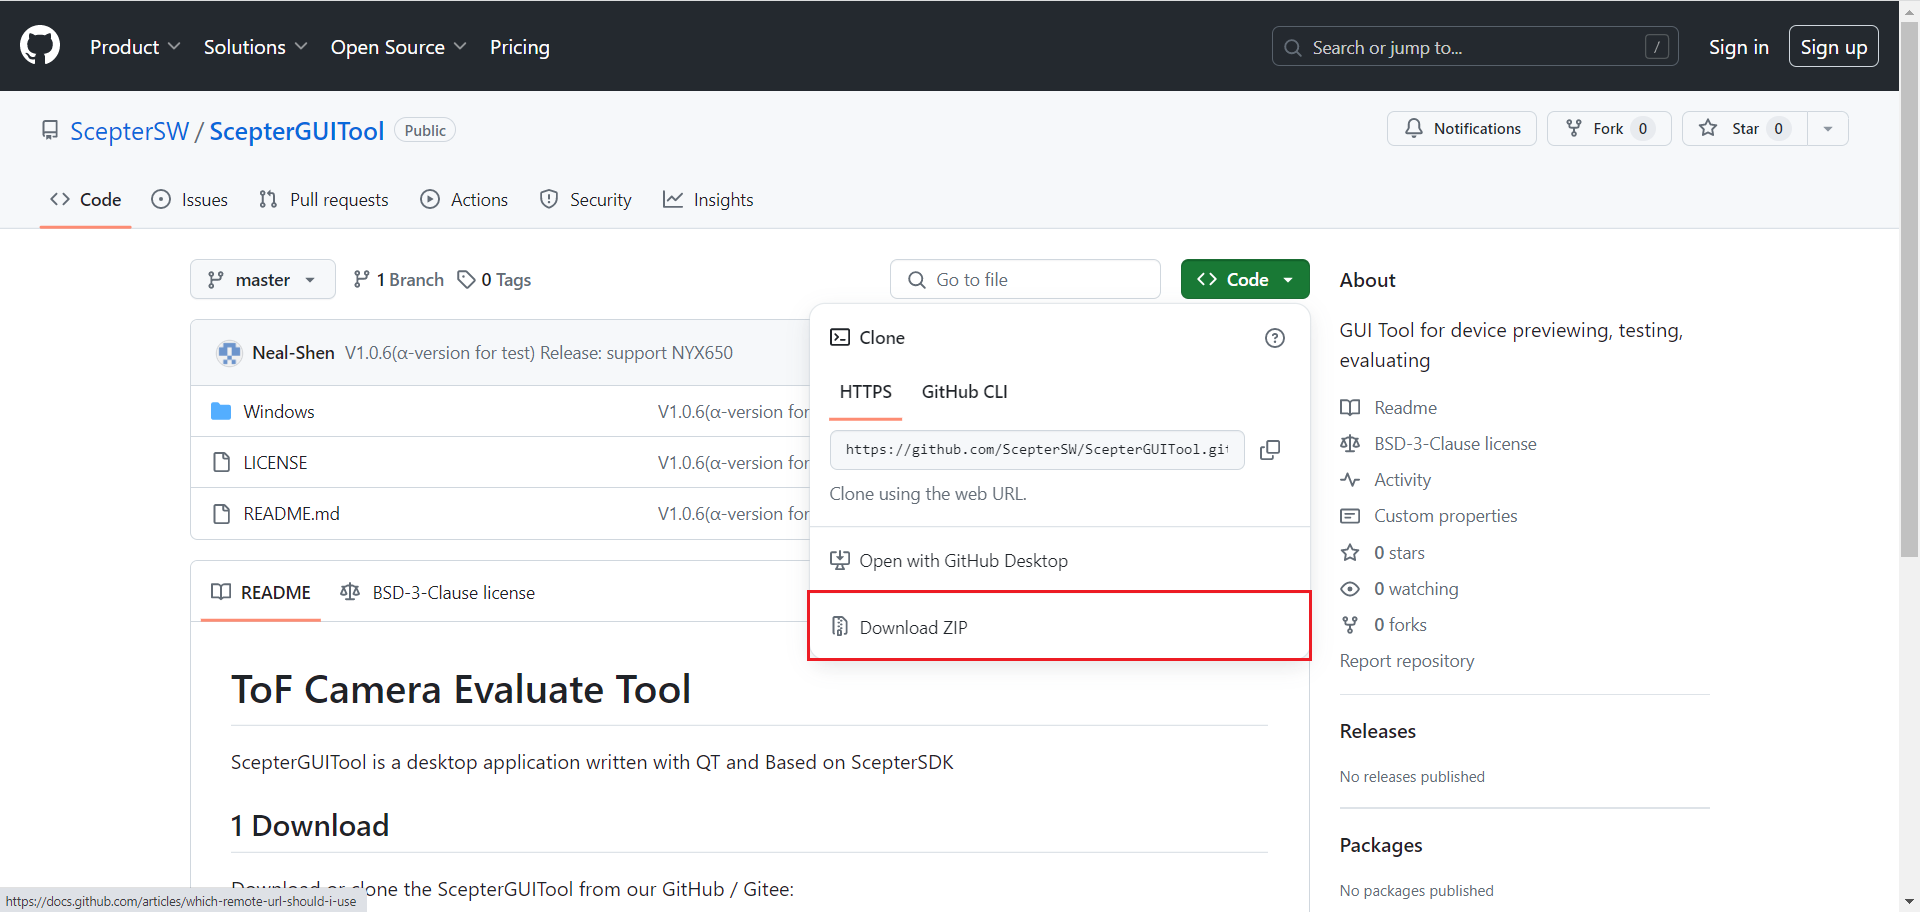 Product Solutions Open Source Pricing Search or jump to... / Sign in Sign up
ScepterSW / ScepterGUITool Public Notifications Fork 0 Star 0
Code Issues Pull requests Actions Security Insights
master 1 Branch 0 Tags Go to file Code
Neal-Shen V1.0.6(α-version for test) Release: support NYX650
Windows V1.0.6(α-version for
LICENSE V1.0.6(α-version for
README.md V1.0.6(α-version for
Clone
HTTPS GitHub CLI
https://github.com/ScepterSW/ScepterGUITool.git
Clone using the web URL.
Open with GitHub Desktop
Download ZIP
README BSD-3-Clause license
ToF Camera Evaluate Tool
ScepterGUITool is a desktop application written with QT and Based on ScepterSDK
1 Download
Download or clone the ScepterGUITool from our GitHub / Gitee:
About
GUI Tool for device previewing, testing,
evaluating
Readme
BSD-3-Clause license
Activity
Custom properties
0 stars
0 watching
0 forks
Report repository
Releases
No releases published
Packages
No packages published
https://docs.github.com/articles/which-remote-url-should-i-use